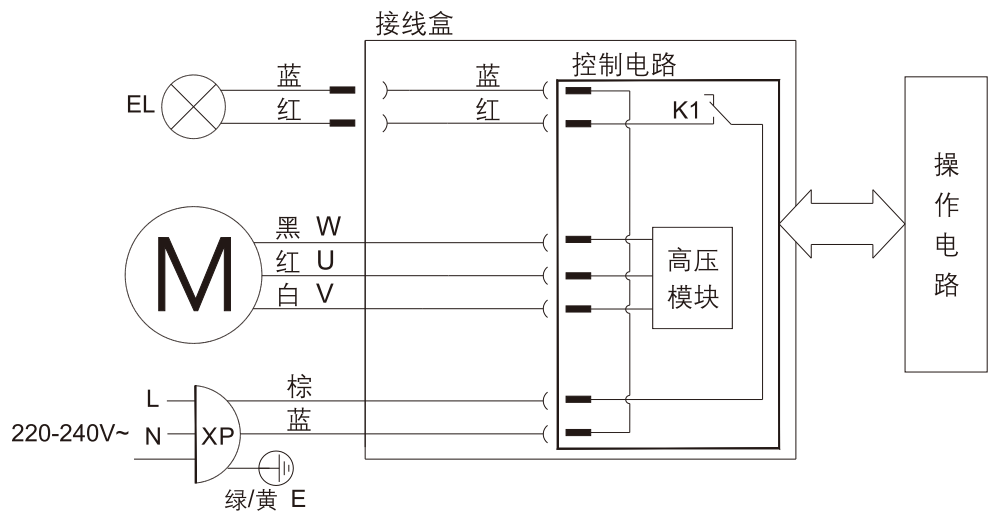 接线盒
控制电路
EL
蓝
红
蓝
红
K1
操作电路
M
黑 W
红 U
白 V
高压
模块
L
棕
220-240V~
N
XP
蓝
绿/黄 E